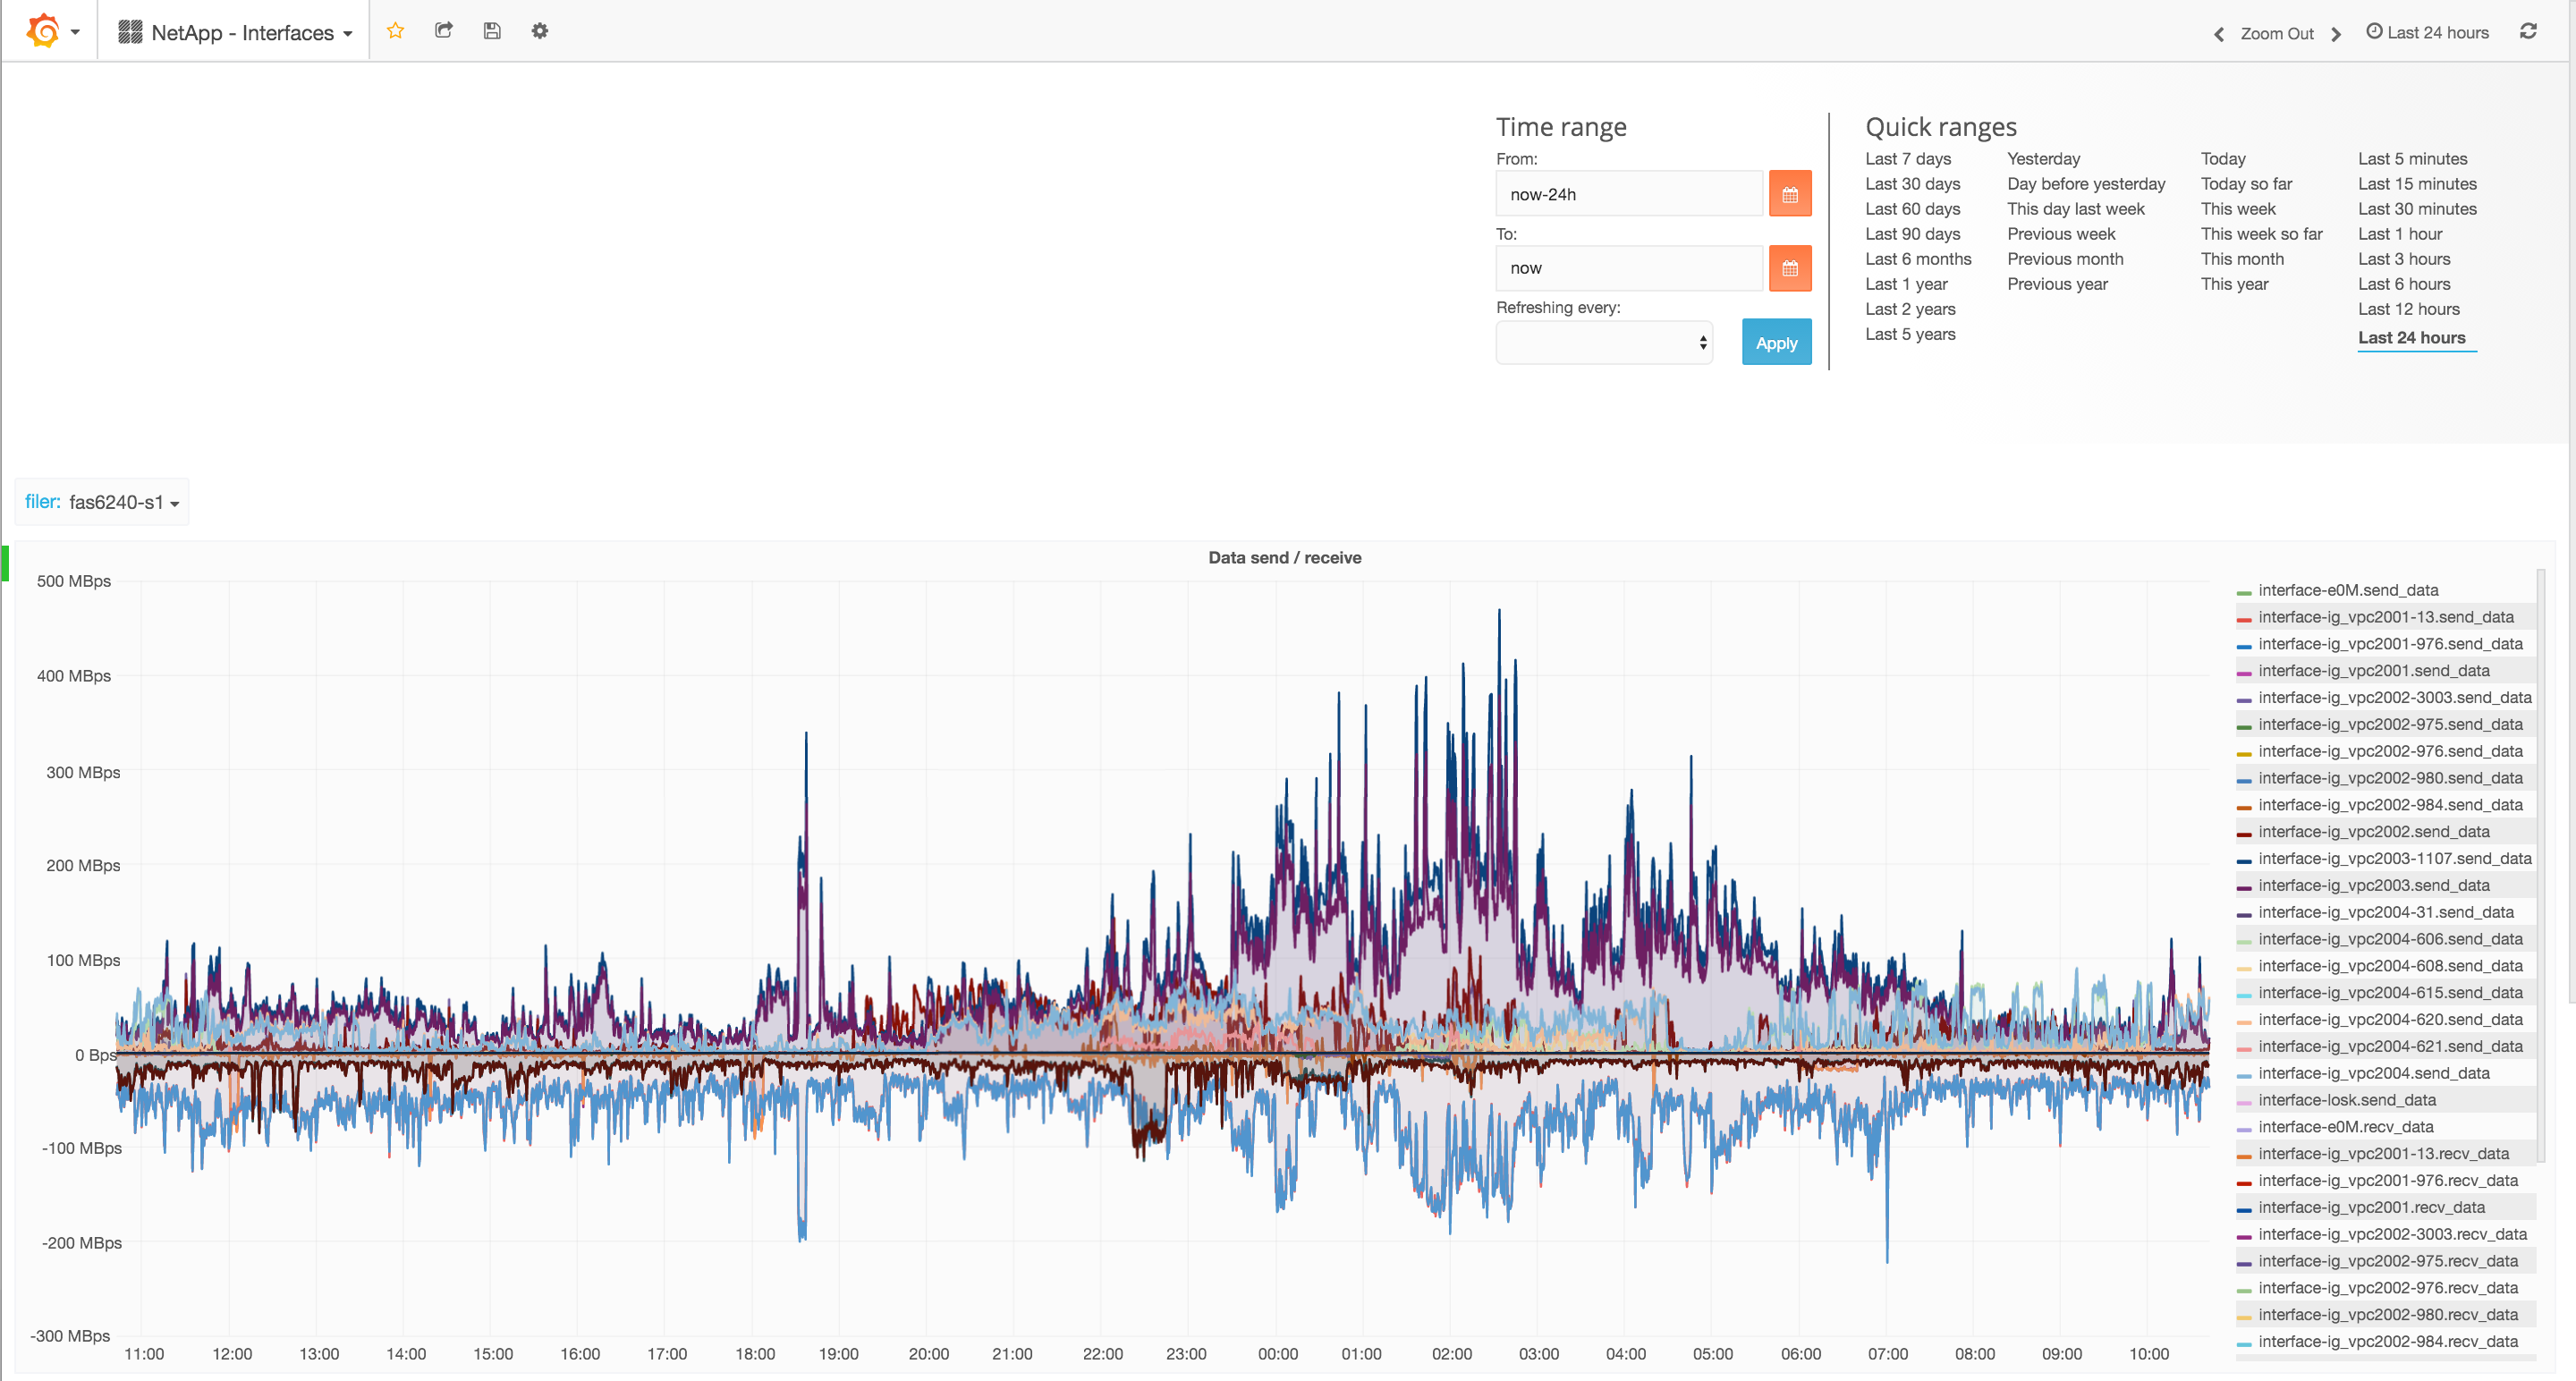 NetApp - Interfaces
Zoom Out
Last 24 hours
Time range
From:
now-24h
To:
now
Refreshing every:
Apply
Quick ranges
Last 7 days
Last 30 days
Last 60 days
Last 90 days
Last 6 months
Last 1 year
Last 2 years
Last 5 years
Yesterday
Day before yesterday
This day last week
Previous week
Previous month
Previous year
Today
Today so far
This week
This week so far
This month
This year
Last 5 minutes
Last 15 minutes
Last 30 minutes
Last 1 hour
Last 3 hours
Last 6 hours
Last 12 hours
Last 24 hours
filer: fas6240-s1
Data send / receive
500 MBps
400 MBps
300 MBps
200 MBps
100 MBps
0 Bps
-100 MBps
-200 MBps
-300 MBps
11:00 12:00 13:00 14:00 15:00 16:00 17:00 18:00 19:00 20:00 21:00 22:00 23:00 00:00 01:00 02:00 03:00 04:00 05:00 06:00 07:00 08:00 09:00 10:00
interface-e0M.send_data
interface-ig_vpc2001-13.send_data
interface-ig_vpc2001-976.send_data
interface-ig_vpc2001.send_data
interface-ig_vpc2002-3003.send_data
interface-ig_vpc2002-975.send_data
interface-ig_vpc2002-976.send_data
interface-ig_vpc2002-980.send_data
interface-ig_vpc2002-984.send_data
interface-ig_vpc2002.send_data
interface-ig_vpc2003-1107.send_data
interface-ig_vpc2003.send_data
interface-ig_vpc2004-31.send_data
interface-ig_vpc2004-606.send_data
interface-ig_vpc2004-608.send_data
interface-ig_vpc2004-615.send_data
interface-ig_vpc2004-620.send_data
interface-ig_vpc2004-621.send_data
interface-ig_vpc2004.send_data
interface-losk.send_data
interface-e0M.recv_data
interface-ig_vpc2001-13.recv_data
interface-ig_vpc2001-976.recv_data
interface-ig_vpc2001.recv_data
interface-ig_vpc2002-3003.recv_data
interface-ig_vpc2002-975.recv_data
interface-ig_vpc2002-976.recv_data
interface-ig_vpc2002-980.recv_data
interface-ig_vpc2002-984.recv_data